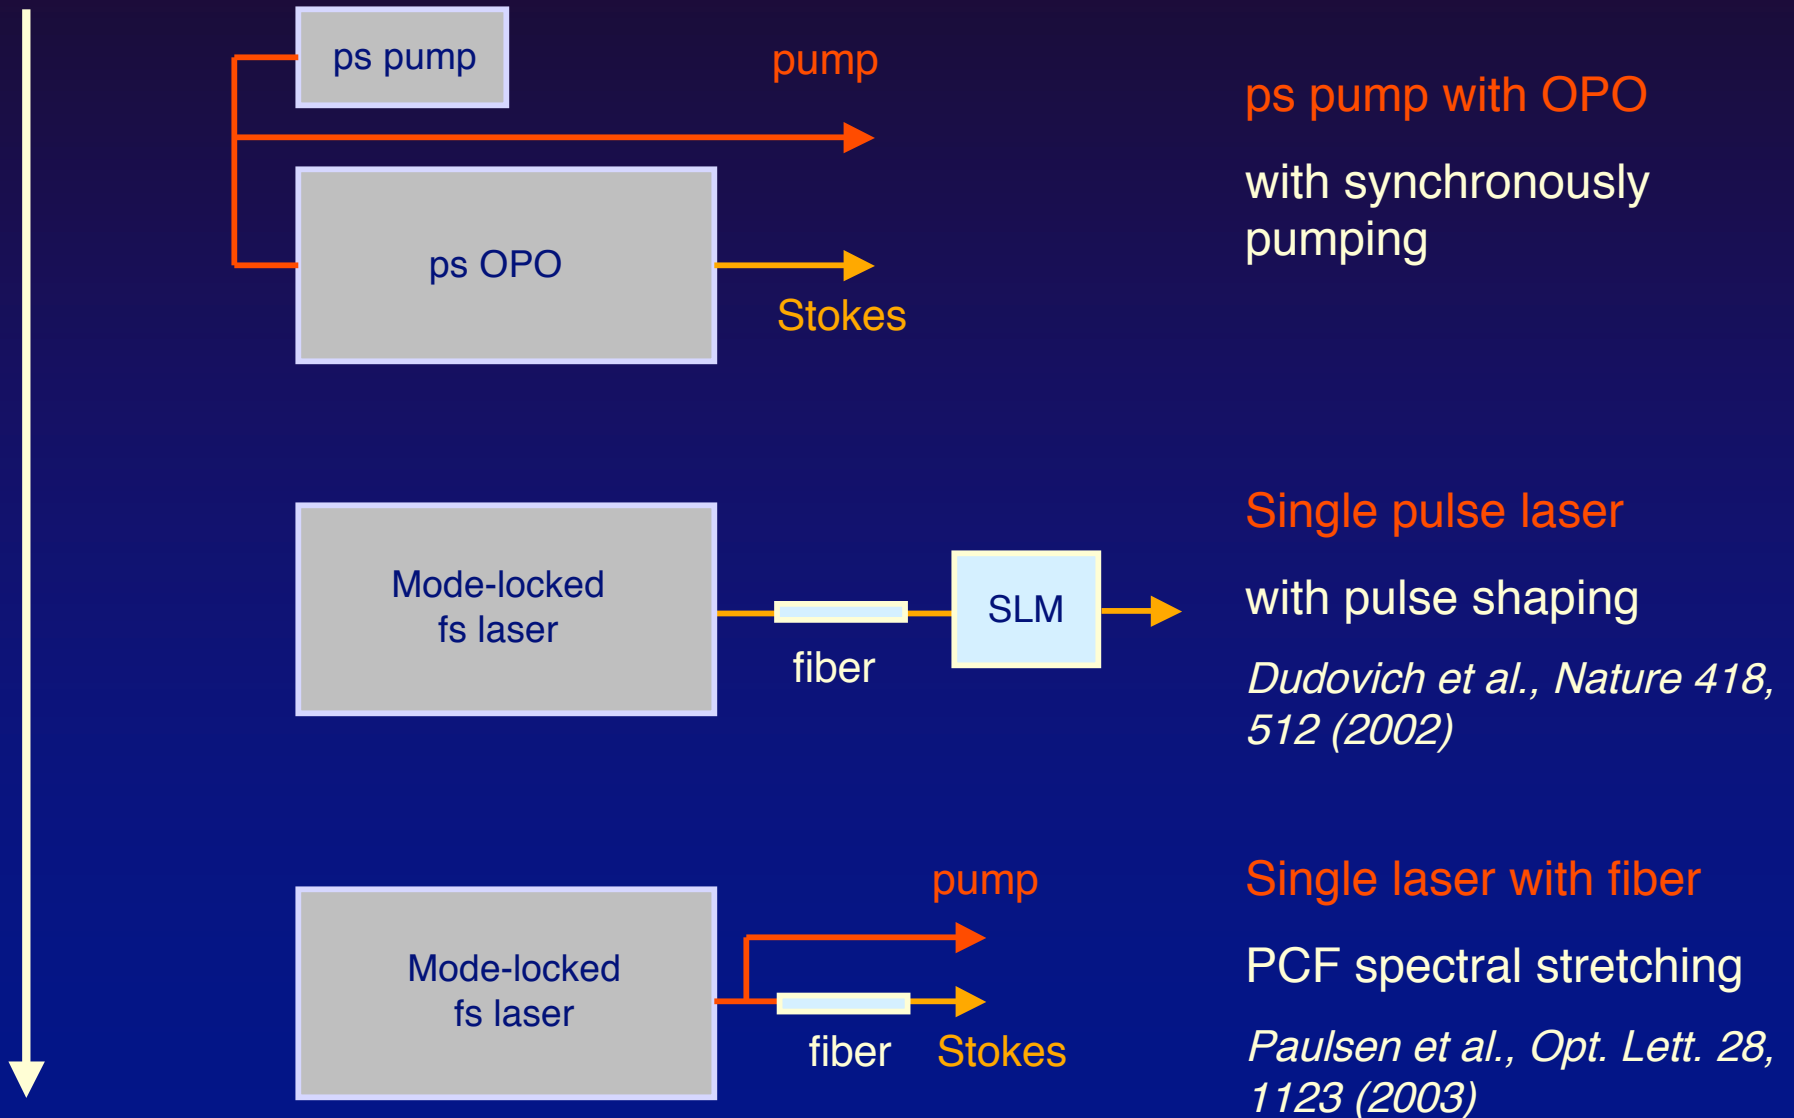 ps pump
pump
ps OPO
Stokes
ps pump with OPO
with synchronously
pumping
Mode-locked
fs laser
fiber
SLM
Single pulse laser
with pulse shaping
Dudovich et al., Nature 418,
512 (2002)
Mode-locked
fs laser
pump
fiber
Stokes
Single laser with fiber
PCF spectral stretching
Paulsen et al., Opt. Lett. 28,
1123 (2003)